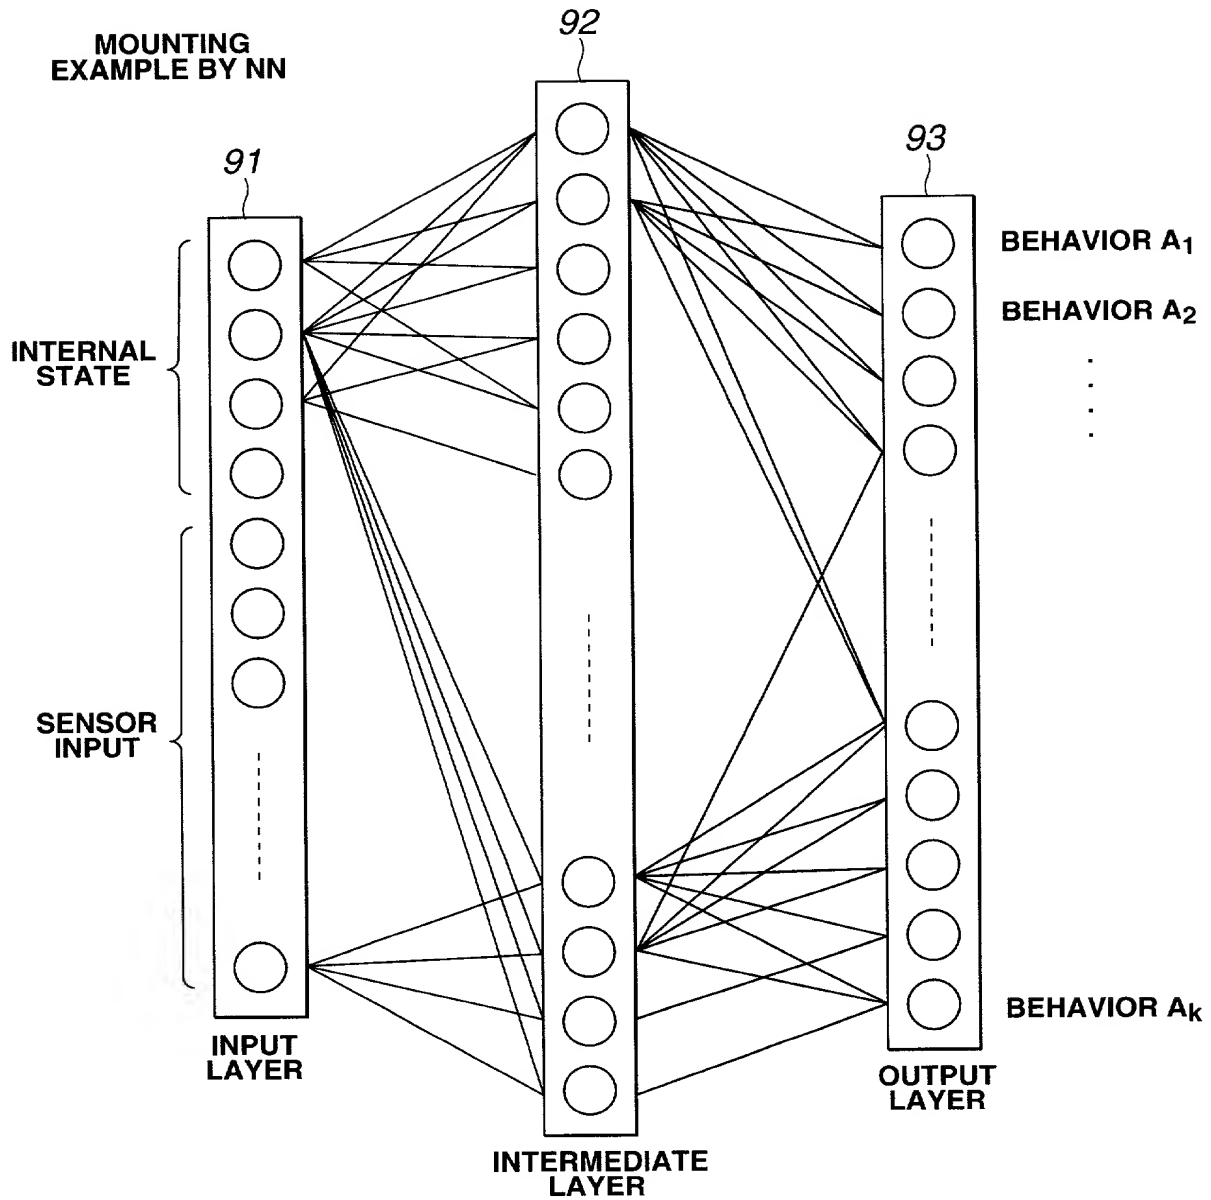 MOUNTING
EXAMPLE BY NN
92
91
93
INTERNAL
STATE
SENSOR
INPUT
BEHAVIOR A1
BEHAVIOR A2
BEHAVIOR Ak
INPUT
LAYER
INTERMEDIATE
LAYER
OUTPUT
LAYER